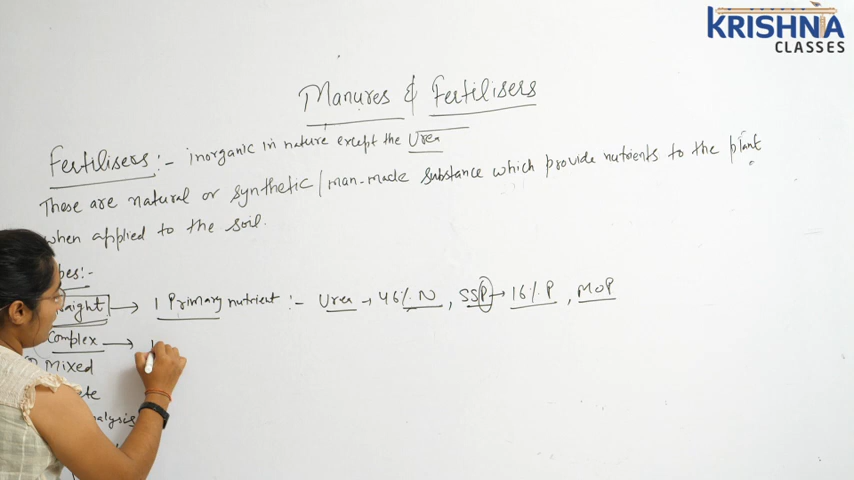 KRISHNA
CLASSES
Manures & Fertilisers
Fertilisers :- inorganic in nature except the Urea
These are natural or synthetic/man-made substance which provide nutrients to the plant
when applied to the soil.
→ 1 Primary nutrient :- Urea → 46% N, SSP → 16% P, MOP
Complex → 1
Mixed